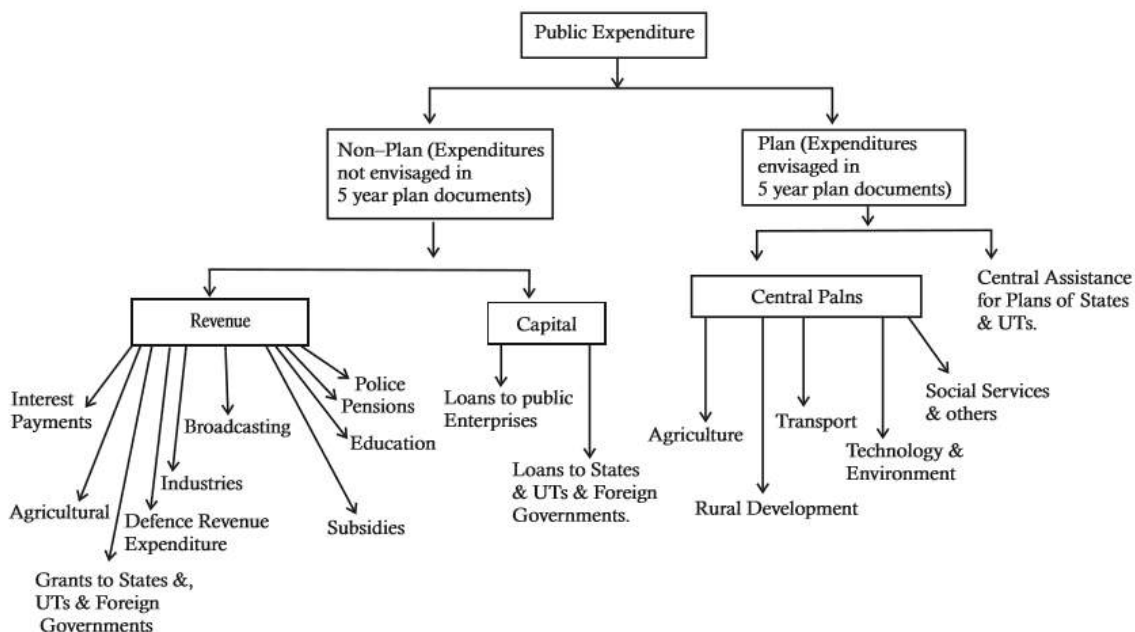 Public Expenditure
Non–Plan (Expenditures
not envisaged in
5 year plan documents)
Plan (Expenditures
envisaged in
5 year plan documents)
Revenue
Capital
Central Palns
Central Assistance
for Plans of States
& UTs.
Interest
Payments
Agricultural
Grants to States &,
UTs & Foreign
Governments
Defence Revenue
Expenditure
Industries
Broadcasting
Subsidies
Education
Pensions
Police
Loans to public
Enterprises
Loans to States
& UTs & Foreign
Governments.
Agriculture
Rural Development
Transport
Technology &
Environment
Social Services
& others